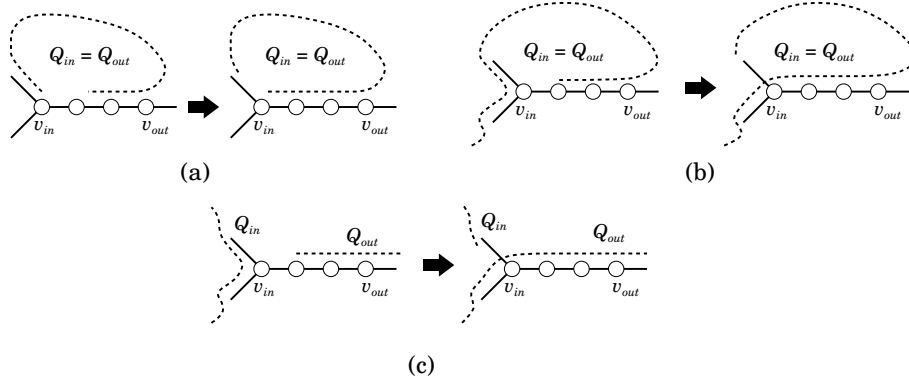 Q_in = Q_out Q_in = Q_out Q_in = Q_out Q_in = Q_out
v_in v_out v_in v_out v_in v_out v_in v_out
(a) (b)
Q_in Q_out Q_in Q_out
v_in v_out v_in v_out
(c)